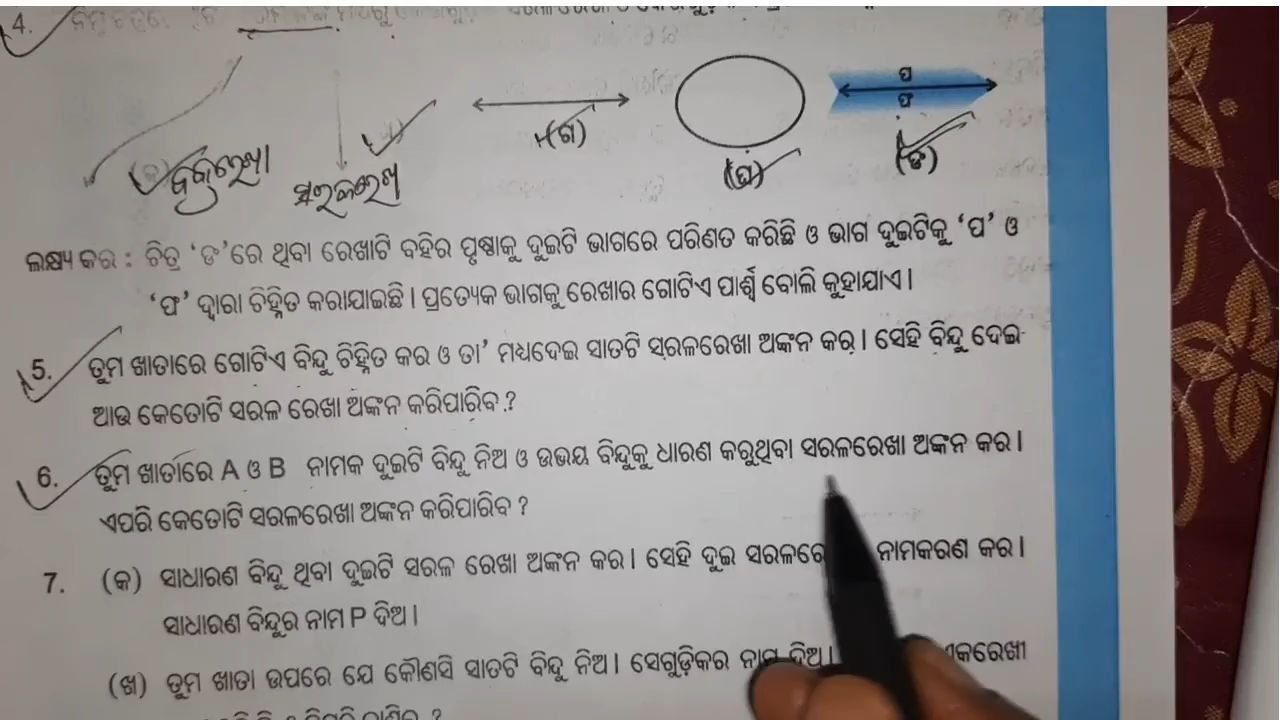 4. ନିମ୍ନ
ପ
ଫ
(ଗ)
(ଘ)
(ଙ)
ବକ୍ରରେଖା
ସରଳରେଖା
ଲକ୍ଷ୍ୟ କର : ଚିତ୍ର ‘ଙ’ରେ ଥିବା ରେଖାଟି ବହିର ପୃଷ୍ଠାକୁ ଦୁଇଟି ଭାଗରେ ପରିଣତ କରିଛି ଓ ଭାଗ ଦୁଇଟିକୁ ‘ପ’ ଓ
‘ଫ’ ଦ୍ୱାରା ଚିହ୍ନିତ କରାଯାଇଛି । ପ୍ରତ୍ୟେକ ଭାଗକୁ ରେଖାର ଗୋଟିଏ ପାର୍ଶ୍ୱ ବୋଲି କୁହାଯାଏ ।
5. ତୁମ ଖାତାରେ ଗୋଟିଏ ବିନ୍ଦୁ ଚିହ୍ନିତ କର ଓ ତା’ ମଧ୍ୟଦେଇ ସାତଟି ସରଳରେଖା ଅଙ୍କନ କର । ସେହି ବିନ୍ଦୁ ଦେଇ
ଆଉ କେତୋଟି ସରଳ ରେଖା ଅଙ୍କନ କରିପାରିବ ?
6. ତୁମ ଖାତାରେ A ଓ B ନାମକ ଦୁଇଟି ବିନ୍ଦୁ ନିଅ ଓ ଉଭୟ ବିନ୍ଦୁକୁ ଧାରଣ କରୁଥିବା ସରଳରେଖା ଅଙ୍କନ କର ।
ଏପରି କେତୋଟି ସରଳରେଖା ଅଙ୍କନ କରିପାରିବ ?
7. (କ) ସାଧାରଣ ବିନ୍ଦୁ ଥିବା ଦୁଇଟି ସରଳ ରେଖା ଅଙ୍କନ କର । ସେହି ଦୁଇ ନାମକରଣ କର ।
ସାଧାରଣ ବିନ୍ଦୁର ନାମ P ଦିଅ ।
(ଖ) ତୁମ ଖାତା ଉପରେ ଯେ କୌଣସି ସାତଟି ବିନ୍ଦୁ ନିଅ । ସେଗୁଡ଼ିକର ନାମ ଦିଅ । ଏକରେଖୀ